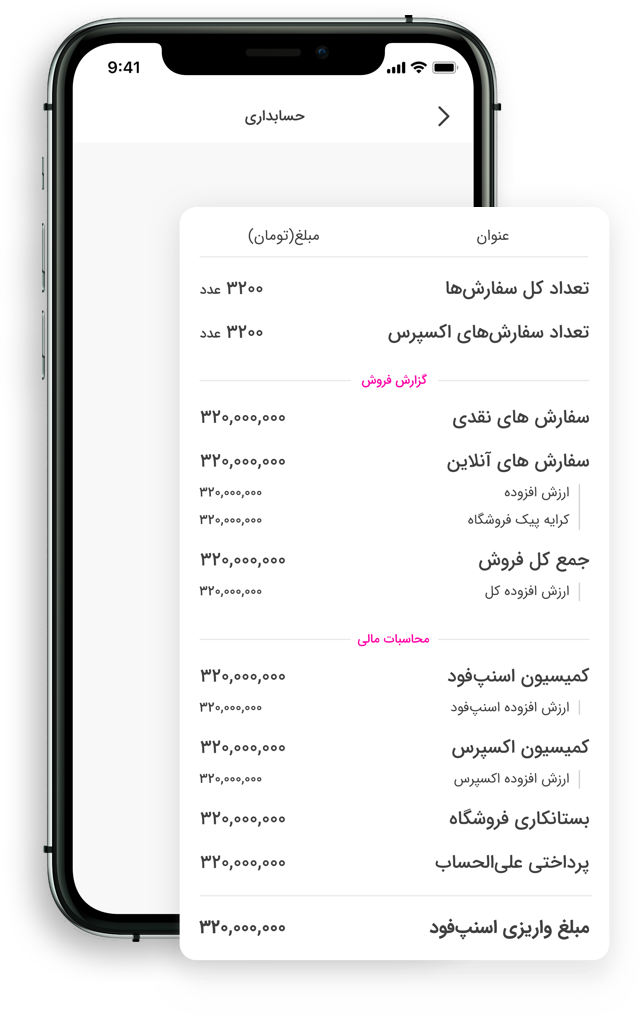 9:41
حسابداری
عنوان مبلغ(تومان)
تعداد کل سفارش‌ها ۳۲۰۰ عدد
تعداد سفارش‌های اکسپرس ۳۲۰۰ عدد
گزارش فروش
سفارش های نقدی ۳۲۰,۰۰۰,۰۰۰
سفارش های آنلاین ۳۲۰,۰۰۰,۰۰۰
ارزش افزوده ۳۲۰,۰۰۰,۰۰۰
کرایه پیک فروشگاه ۳۲۰,۰۰۰,۰۰۰
جمع کل فروش ۳۲۰,۰۰۰,۰۰۰
ارزش افزوده کل ۳۲۰,۰۰۰,۰۰۰
محاسبات مالی
کمیسیون اسنپ‌فود ۳۲۰,۰۰۰,۰۰۰
ارزش افزوده اسنپ‌فود ۳۲۰,۰۰۰,۰۰۰
کمیسیون اکسپرس ۳۲۰,۰۰۰,۰۰۰
ارزش افزوده اکسپرس ۳۲۰,۰۰۰,۰۰۰
بستانکاری فروشگاه ۳۲۰,۰۰۰,۰۰۰
پرداختی علی‌الحساب ۳۲۰,۰۰۰,۰۰۰
مبلغ واریزی اسنپ‌فود ۳۲۰,۰۰۰,۰۰۰